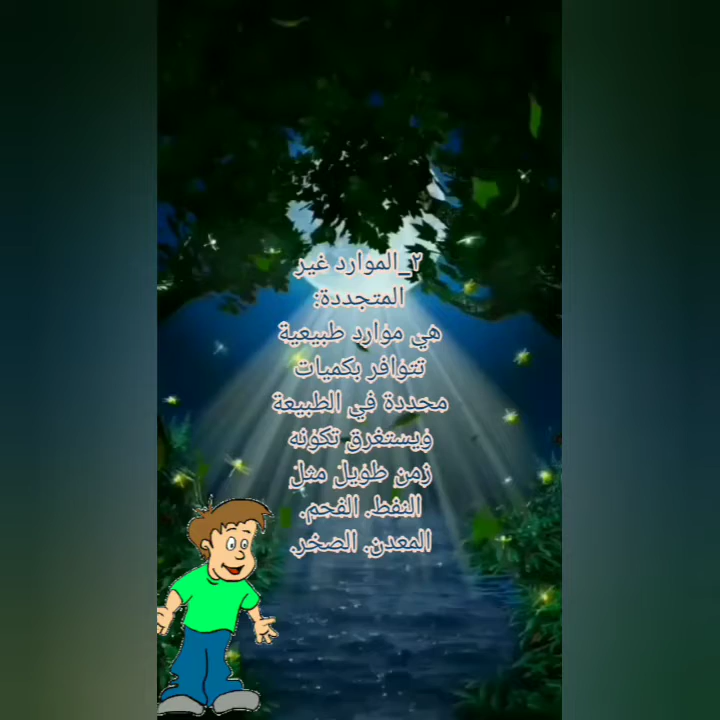 ٢_الموارد غير
المتجددة:
هي موارد طبيعية
تتوافر بكميات
محددة في الطبيعة
ويستغرق تكونه
زمن طويل مثل
النفط. الفحم.
المعدن. الصخر.